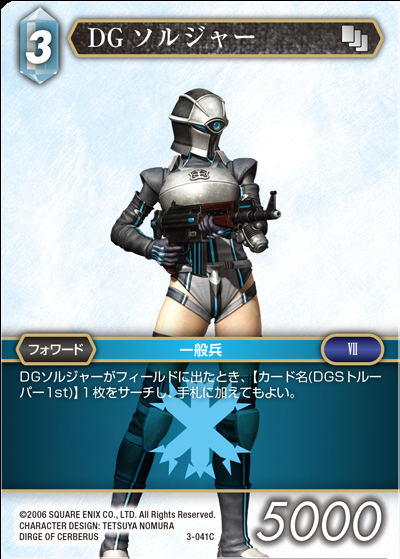 3
DG ソルジャー
フォワード
一般兵
VII
DGソルジャーがフィールドに出たとき、【カード名(DGSトルー
パー1st)】1枚をサーチし、手札に加えてもよい。
©2006 SQUARE ENIX CO., LTD. All Rights Reserved.
CHARACTER DESIGN: TETSUYA NOMURA
DIRGE OF CERBERUS
3-041C
5000